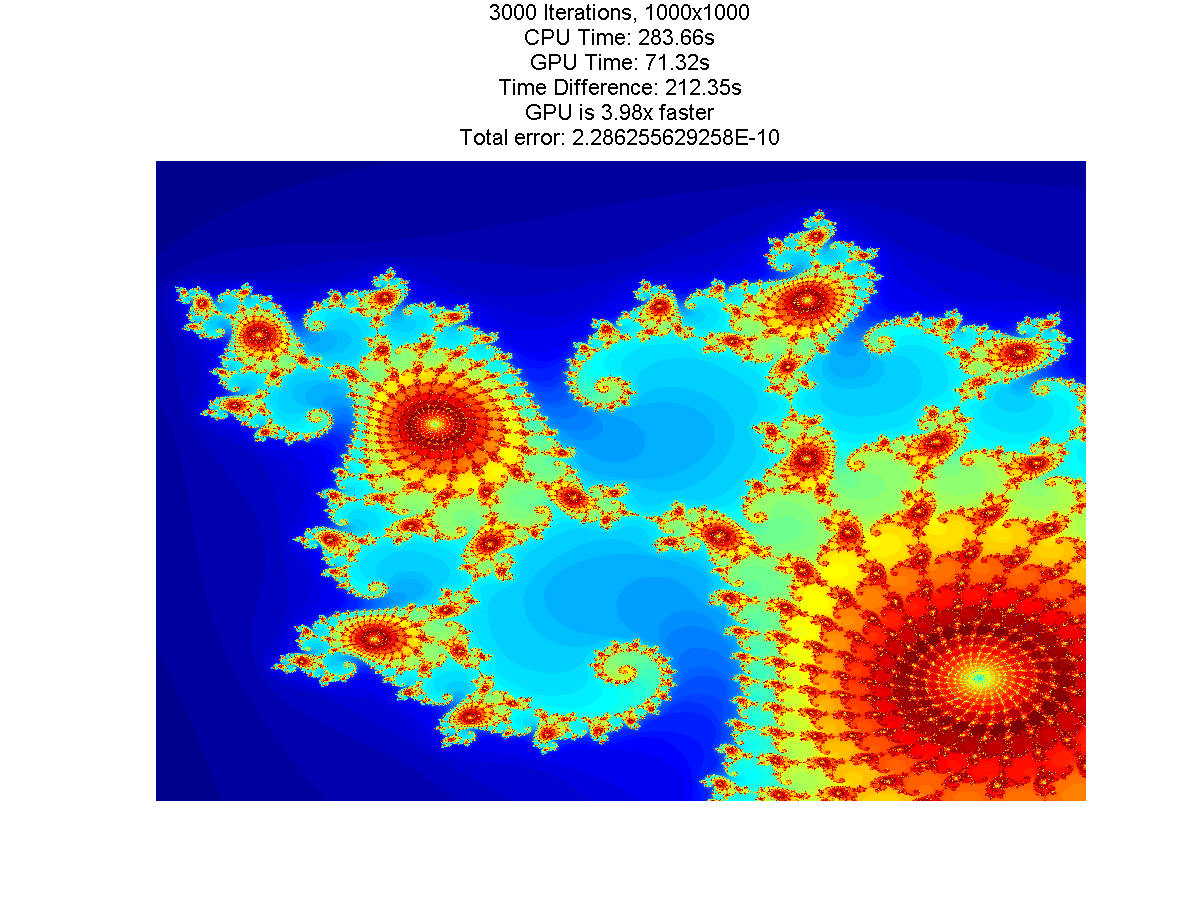 3000 Iterations, 1000x1000
CPU Time: 283.66s
GPU Time: 71.32s
Time Difference: 212.35s
GPU is 3.98x faster
Total error: 2.286255629258E-10